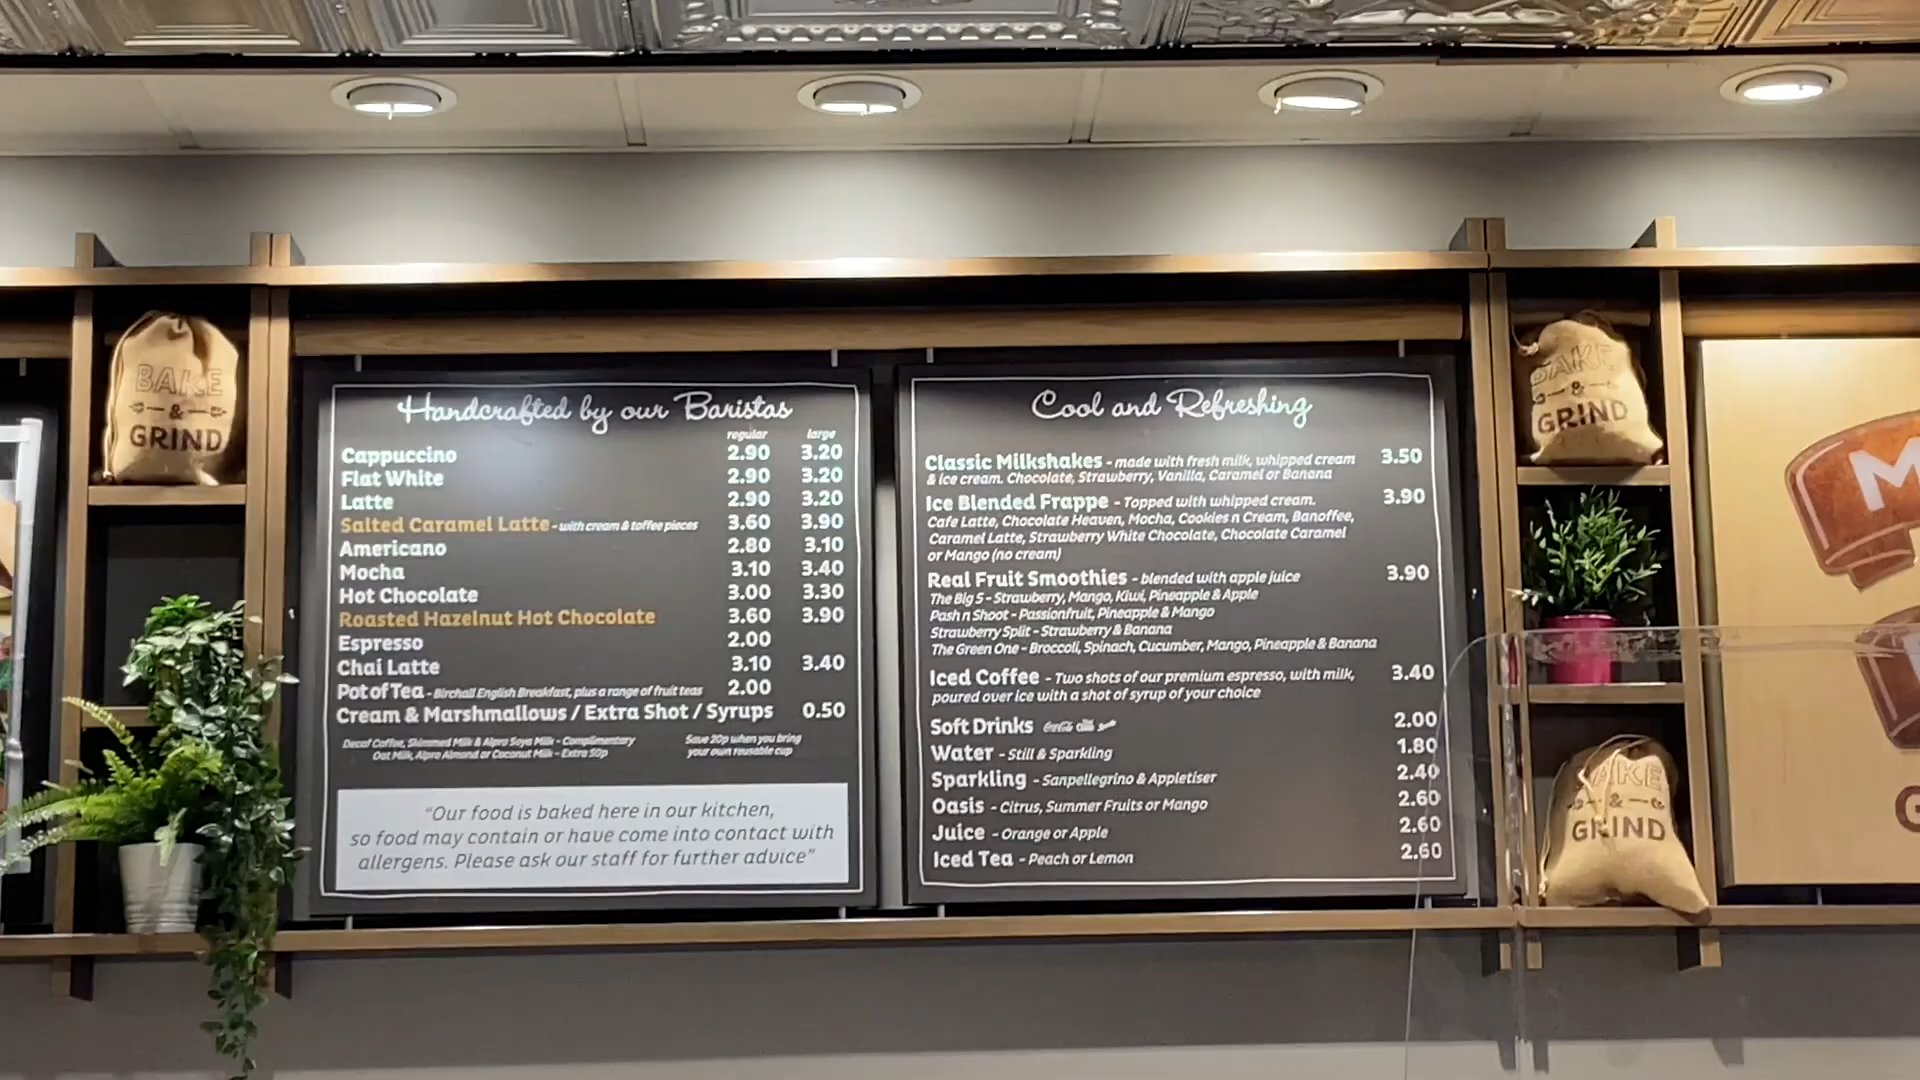 BAKE
&
GRIND
Handcrafted by our Baristas
regular large
Cappuccino 2.90 3.20
Flat White 2.90 3.20
Latte 2.90 3.20
Salted Caramel Latte - with cream & toffee pieces 3.60 3.90
Americano 2.80 3.10
Mocha 3.10 3.40
Hot Chocolate 3.00 3.30
Roasted Hazelnut Hot Chocolate 3.60 3.90
Espresso 2.00
Chai Latte 3.10 3.40
Pot of Tea - Birchall English Breakfast, plus a range of fruit teas 2.00
Cream & Marshmallows / Extra Shot / Syrups 0.50
Decaf Coffee, Skimmed Milk & Alpro Soya Milk - Complimentary
Oat Milk, Alpro Almond or Coconut Milk - Extra 50p
Save 20p when you bring
your own reusable cup
"Our food is baked here in our kitchen,
so food may contain or have come into contact with
allergens. Please ask our staff for further advice"
Cool and Refreshing
Classic Milkshakes - made with fresh milk, whipped cream 3.50
& ice cream. Chocolate, Strawberry, Vanilla, Caramel or Banana
Ice Blended Frappe - Topped with whipped cream. 3.90
Cafe Latte, Chocolate Heaven, Mocha, Cookies n Cream, Banoffee,
Caramel Latte, Strawberry White Chocolate, Chocolate Caramel
or Mango (no cream)
Real Fruit Smoothies - blended with apple juice 3.90
The Big 5 - Strawberry, Mango, Kiwi, Pineapple & Apple
Pash n Shoot - Passionfruit, Pineapple & Mango
Strawberry Split - Strawberry & Banana
The Green One - Broccoli, Spinach, Cucumber, Mango, Pineapple & Banana
Iced Coffee - Two shots of our premium espresso, with milk, 3.40
poured over ice with a shot of syrup of your choice
Soft Drinks 2.00
Water - Still & Sparkling 1.80
Sparkling - Sanpellegrino & Appletiser 2.40
Oasis - Citrus, Summer Fruits or Mango 2.60
Juice - Orange or Apple 2.60
Iced Tea - Peach or Lemon 2.60
BAKE
&
GRIND
BAKE
&
GRIND